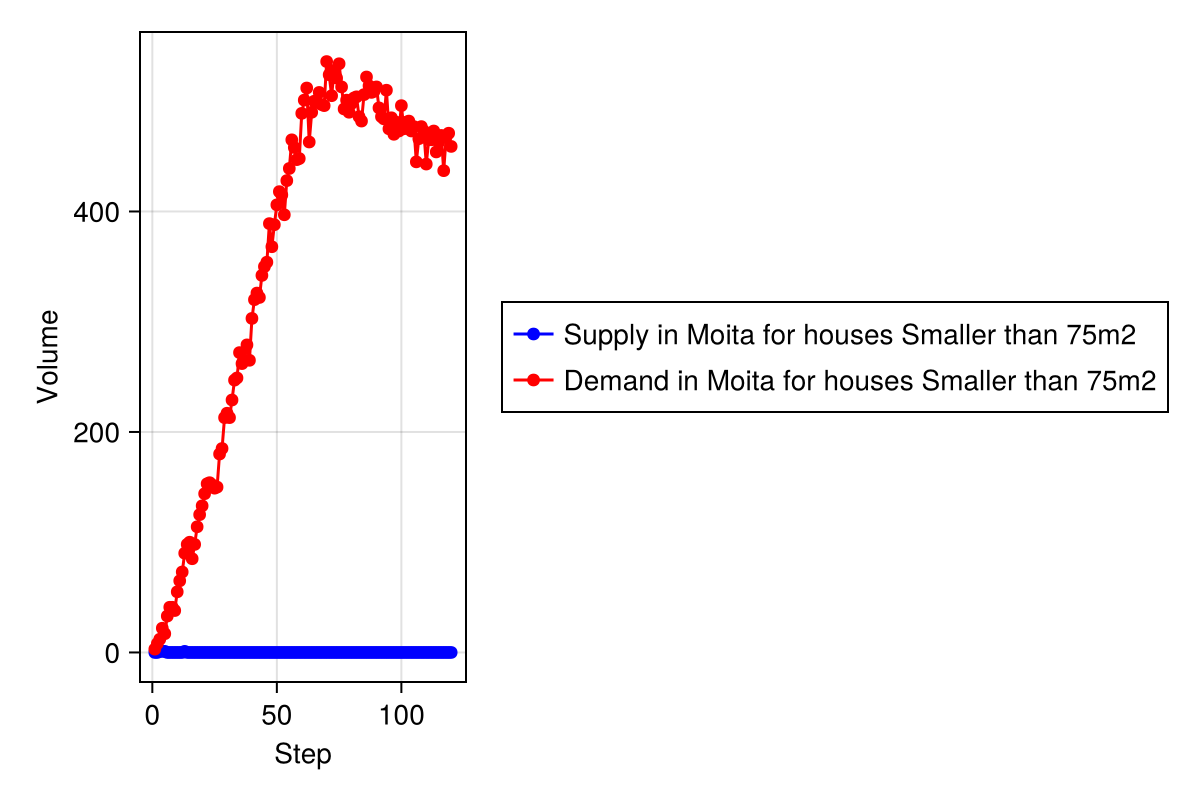 Volume
400
200
0
0
50
100
Step
Supply in Moita for houses Smaller than 75m2
Demand in Moita for houses Smaller than 75m2